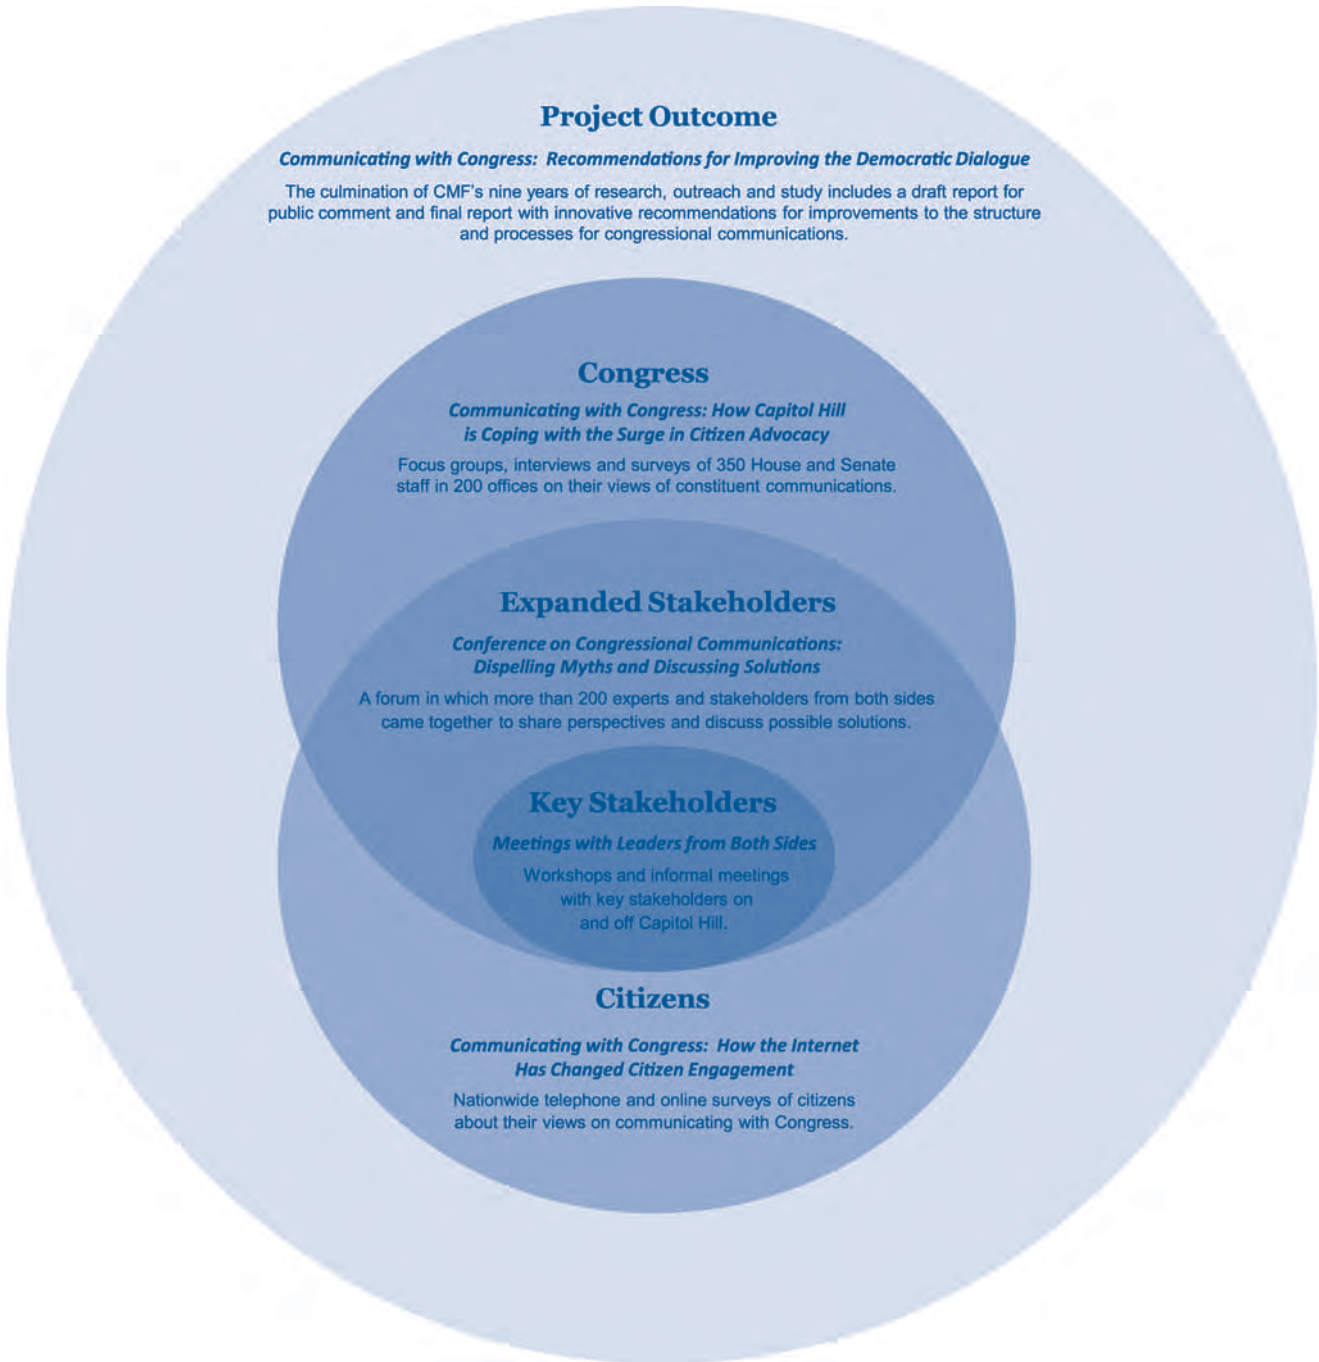 Project Outcome
Communicating with Congress: Recommendations for Improving the Democratic Dialogue
The culmination of CMF's nine years of research, outreach and study includes a draft report for
public comment and final report with innovative recommendations for improvements to the structure
and processes for congressional communications.
Congress
Communicating with Congress: How Capitol Hill
is Coping with the Surge in Citizen Advocacy
Focus groups, interviews and surveys of 350 House and Senate
staff in 200 offices on their views of constituent communications.
Expanded Stakeholders
Conference on Congressional Communications:
Dispelling Myths and Discussing Solutions
A forum in which more than 200 experts and stakeholders from both sides
came together to share perspectives and discuss possible solutions.
Key Stakeholders
Meetings with Leaders from Both Sides
Workshops and informal meetings
with key stakeholders on
and off Capitol Hill.
Citizens
Communicating with Congress: How the Internet
Has Changed Citizen Engagement
Nationwide telephone and online surveys of citizens
about their views on communicating with Congress.